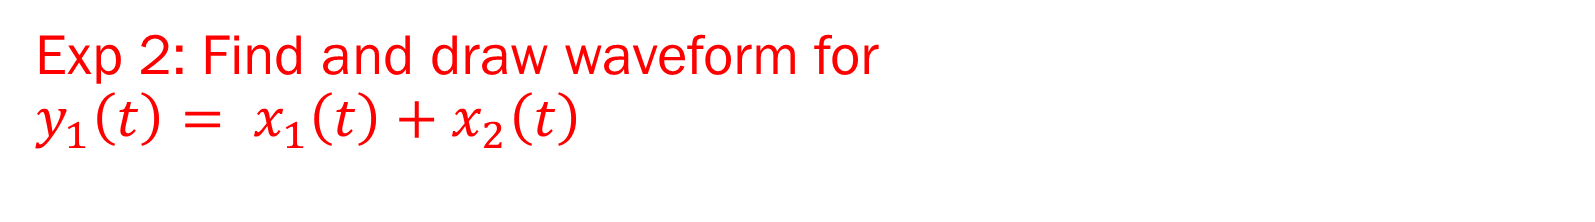 Exp 2: Find and draw waveform for
𝑦₁(𝑡) = 𝑥₁(𝑡) + 𝑥₂(𝑡)